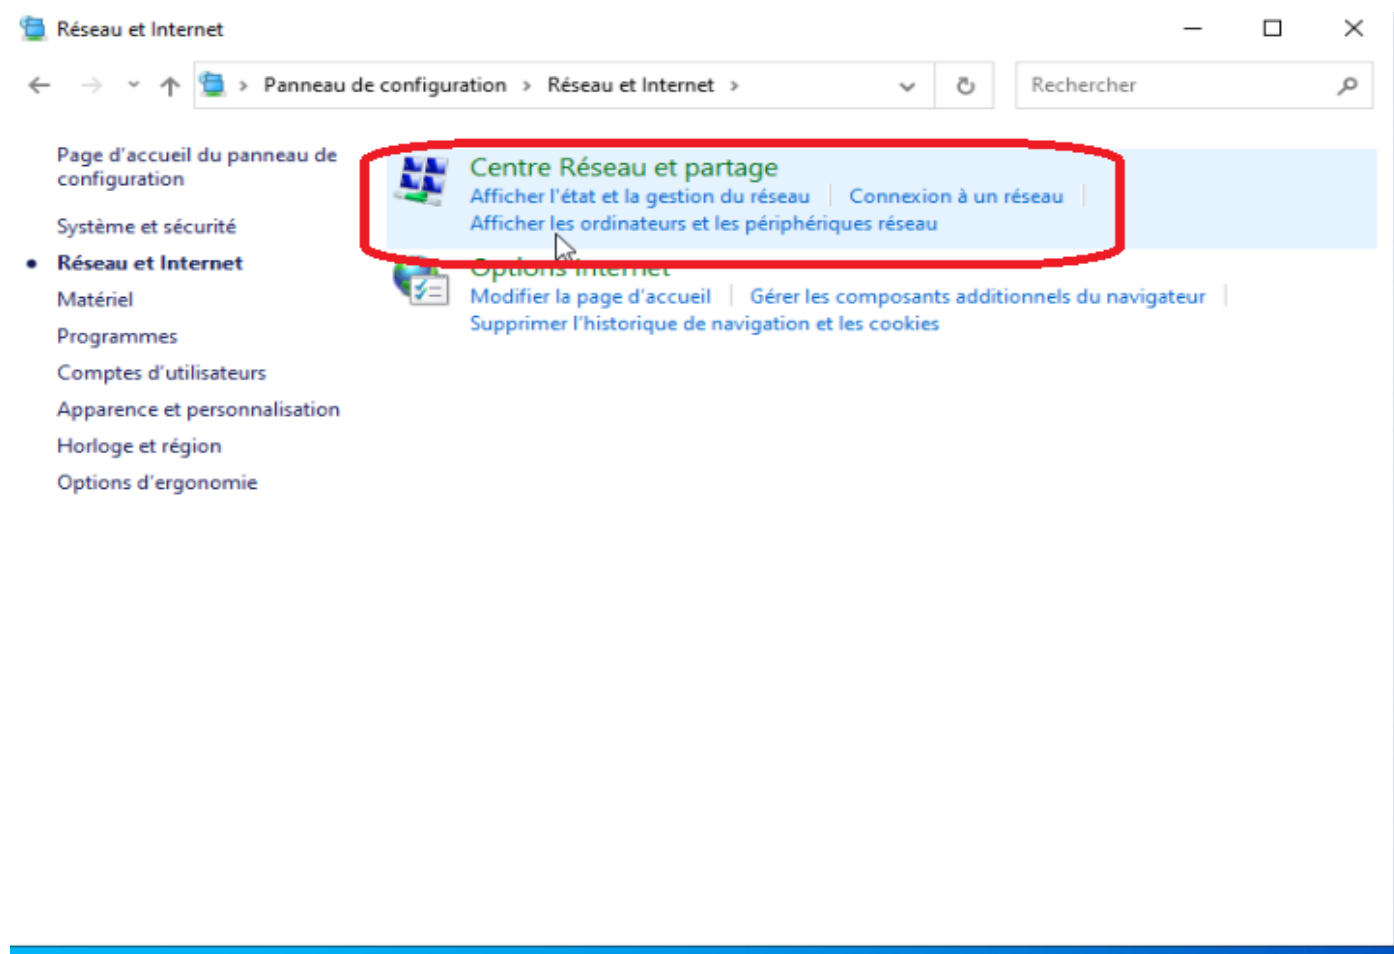 Réseau et Internet
Panneau de configuration > Réseau et Internet >
Rechercher
Page d'accueil du panneau de
configuration
Système et sécurité
Réseau et Internet
Matériel
Programmes
Comptes d'utilisateurs
Apparence et personnalisation
Horloge et région
Options d'ergonomie
Centre Réseau et partage
Afficher l'état et la gestion du réseau | Connexion à un réseau |
Afficher les ordinateurs et les périphériques réseau
Options Internet
Modifier la page d'accueil | Gérer les composants additionnels du navigateur |
Supprimer l'historique de navigation et les cookies